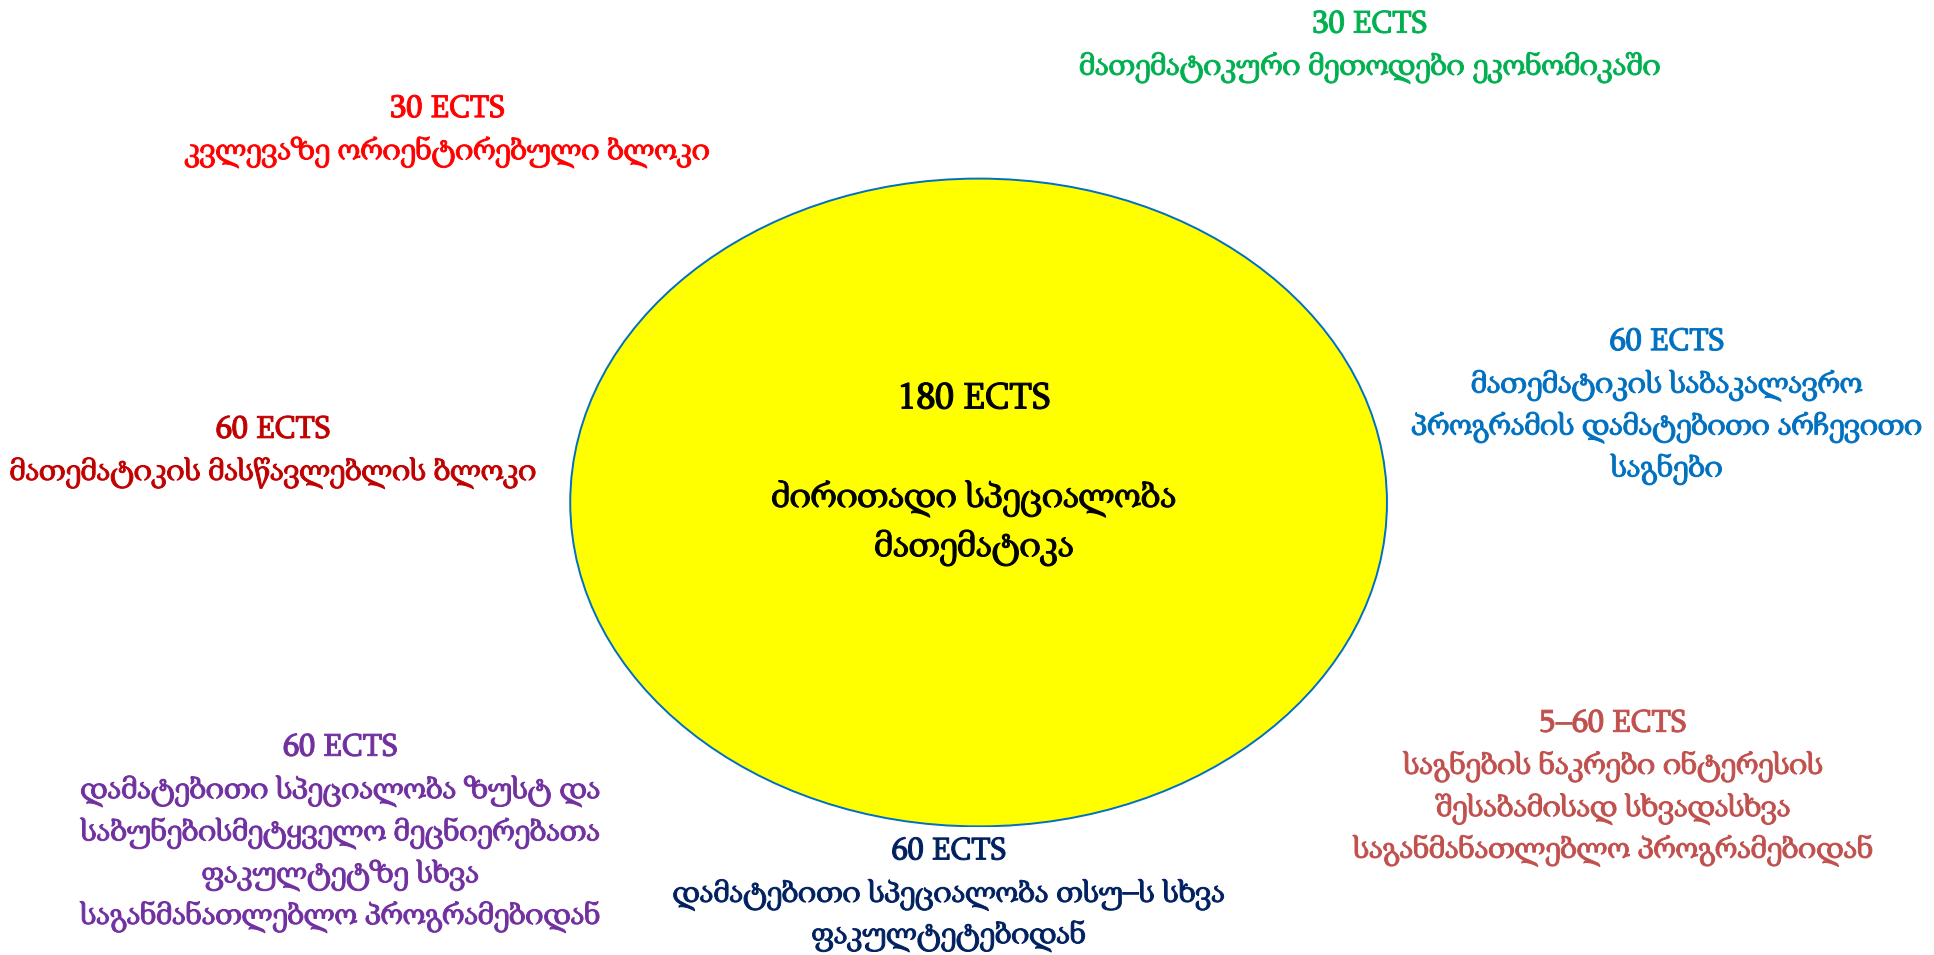 30 ECTS
მათემატიკური მეთოდები ეკონომიკაში
30 ECTS
კვლევაზე ორიენტირებული ბლოკი
60 ECTS
მათემატიკის საბაკალავრო
პროგრამის დამატებითი არჩევითი
საგნები
180 ECTS
ძირითადი სპეციალობა
მათემატიკა
60 ECTS
მათემატიკის მასწავლებლის ბლოკი
5–60 ECTS
საგნების ნაკრები ინტერესის
შესაბამისად სხვადასხვა
საგანმანათლებლო პროგრამებიდან
60 ECTS
დამატებითი სპეციალობა ზუსტ და
საბუნებისმეტყველო მეცნიერებათა
ფაკულტეტზე სხვა
საგანმანათლებლო პროგრამებიდან
60 ECTS
დამატებითი სპეციალობა თსუ–ს სხვა
ფაკულტეტებიდან